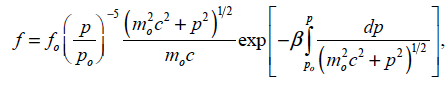 f = f_o (p/p_o)^{-5} (m_o^2 c^2 + p^2)^{1/2} / (m_o c) exp[ -β ∫_{p_o}^{p} dp / (m_o^2 c^2 + p^2)^{1/2} ],